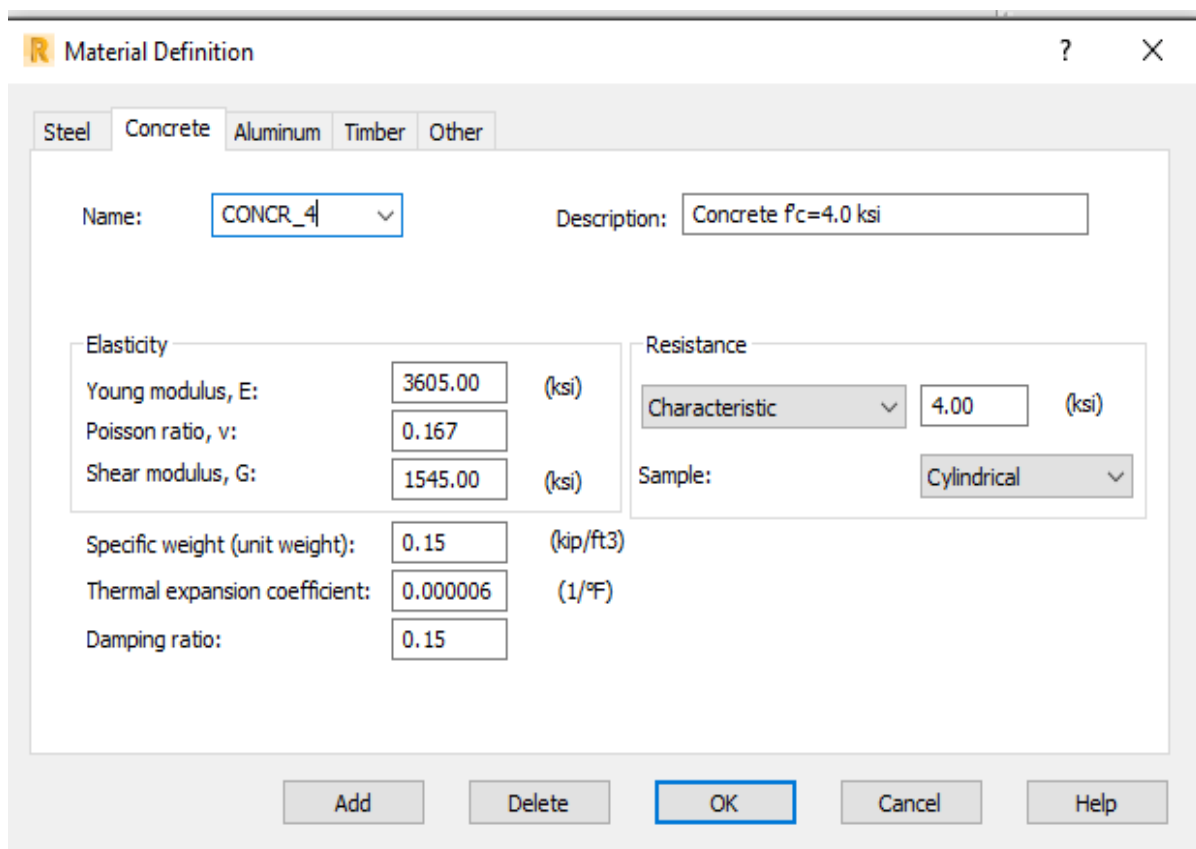 R Material Definition ? X
Steel Concrete Aluminum Timber Other
Name: CONCR_4 Description: Concrete f'c=4.0 ksi
Elasticity Resistance
Young modulus, E: 3605.00 (ksi) Characteristic 4.00 (ksi)
Poisson ratio, v: 0.167
Shear modulus, G: 1545.00 (ksi) Sample: Cylindrical
Specific weight (unit weight): 0.15 (kip/ft3)
Thermal expansion coefficient: 0.000006 (1/°F)
Damping ratio: 0.15
Add Delete OK Cancel Help